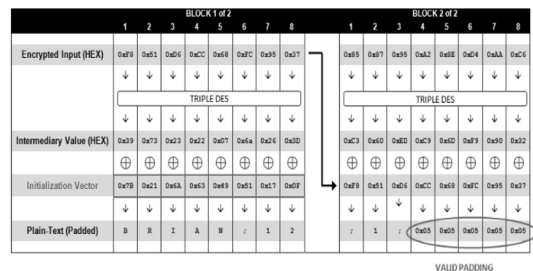 BLOCK 1 of 2 BLOCK 2 of 2
1 2 3 4 5 6 7 8 1 2 3 4 5 6 7 8
Encrypted Input (HEX) 0xF8 0x51 0xD6 0xCC 0x68 0xFC 0x95 0x37 0x85 0x87 0x95 0xA2 0x8E 0xD4 0xAA 0xC6
TRIPLE DES TRIPLE DES
Intermediary Value (HEX) 0x39 0x73 0x23 0x22 0x07 0x6a 0x26 0x3D 0xC3 0x60 0xED 0xC9 0x6D 0xF9 0x90 0x32
Initialization Vector 0x7B 0x21 0x6A 0x63 0x49 0x51 0x17 0x0F 0xF8 0x51 0xD6 0xCC 0x68 0xFC 0x95 0x37
Plain-Text (Padded) B R I A N ; 1 2 ; 1 ; 0x05 0x05 0x05 0x05 0x05
VALID PADDING